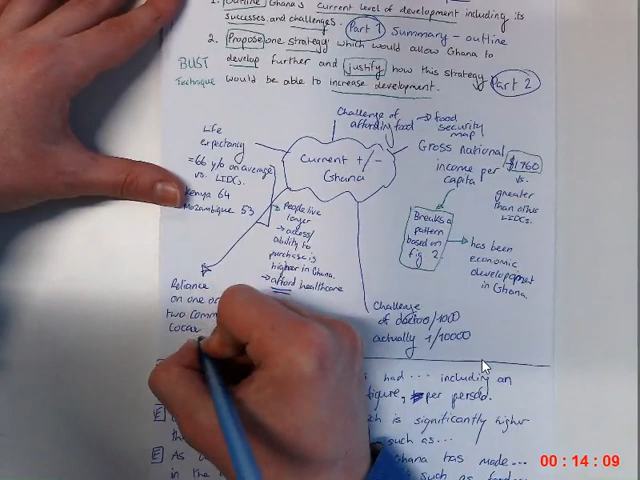 1. Outline Ghana's current level of development including its
successes and challenges. Part 1 Summary - outline
2. Propose one strategy which would allow Ghana to
develop further and justify how this strategy
would be able to increase development. Part 2
BUST
Technique
Current +/-
Ghana
Life
expectancy
=66 y/o on average
vs. LIDCs.
Kenya 64
Mozambique 53
People live
longer
→ access/
ability to
purchase is
higher in Ghana.
→ afford healthcare
Challenge of
affording food → food
security
map
Gross national
income per
capita
$1760
vs.
greater
than other
LIDCs.
Breaks a
pattern
based on
fig 2
has been
economic
development
in Ghana.
Reliance
on one or
two
Challenge
of doctors/1000
actually 1/10000
had ... including an
figure, per person.
E
is significantly higher
such as...
E As
Ghana has made...
in the
such as
00:14:09